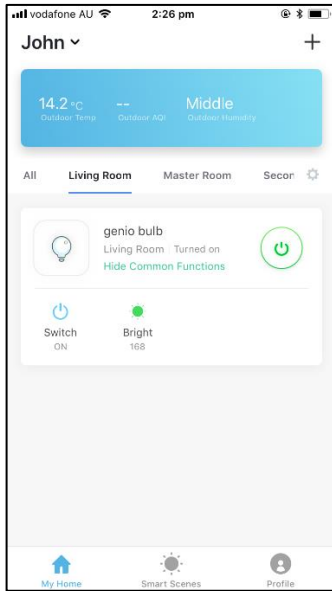 vodafone AU 2:26 pm
John
14.2 °C -- Middle
Outdoor Temp Outdoor AQI Outdoor Humidity
All Living Room Master Room Secon
genio bulb
Living Room Turned on
Hide Common Functions
Switch Bright
ON 168
My Home Smart Scenes Profile